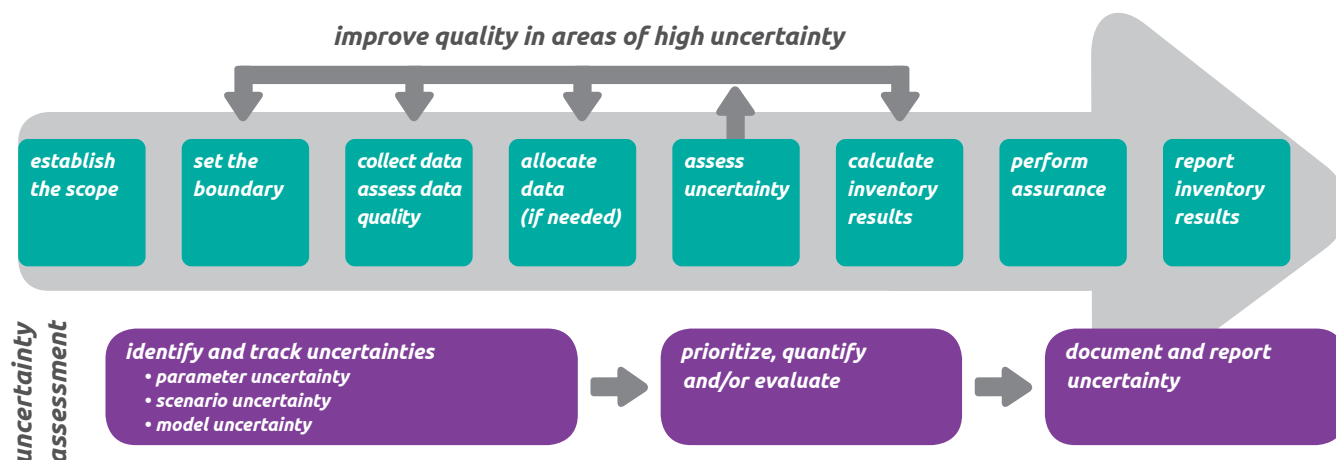 improve quality in areas of high uncertainty
establish
the scope
set the
boundary
collect data
assess data
quality
allocate
data
(if needed)
assess
uncertainty
calculate
inventory
results
perform
assurance
report
inventory
results
uncertainty
assessment
identify and track uncertainties
• parameter uncertainty
• scenario uncertainty
• model uncertainty
prioritize, quantify
and/or evaluate
document and report
uncertainty